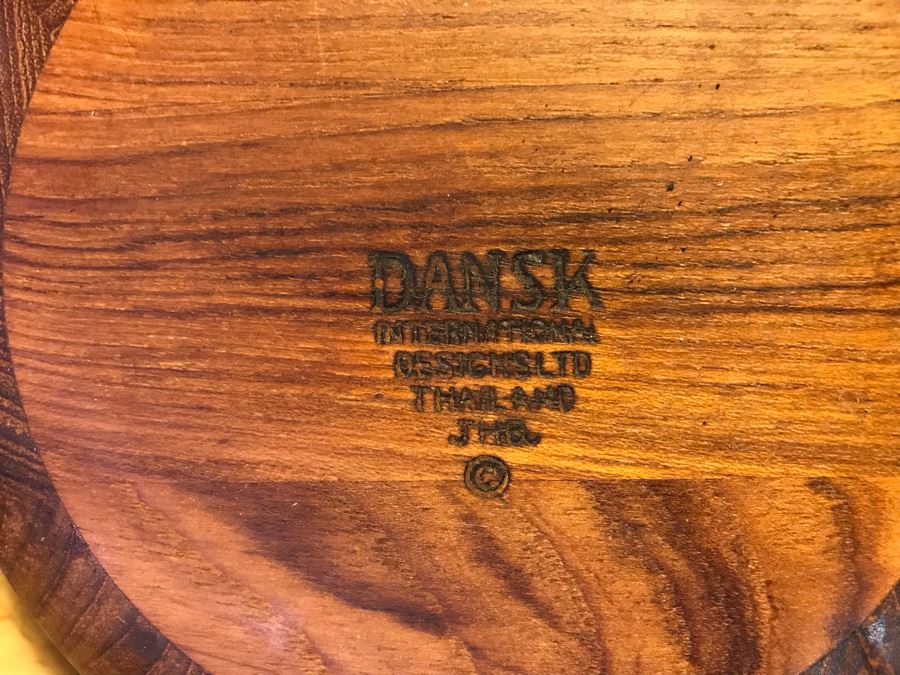 DANSK
INTERNATIONAL
DESIGNS LTD
THAILAND
JHQ
©